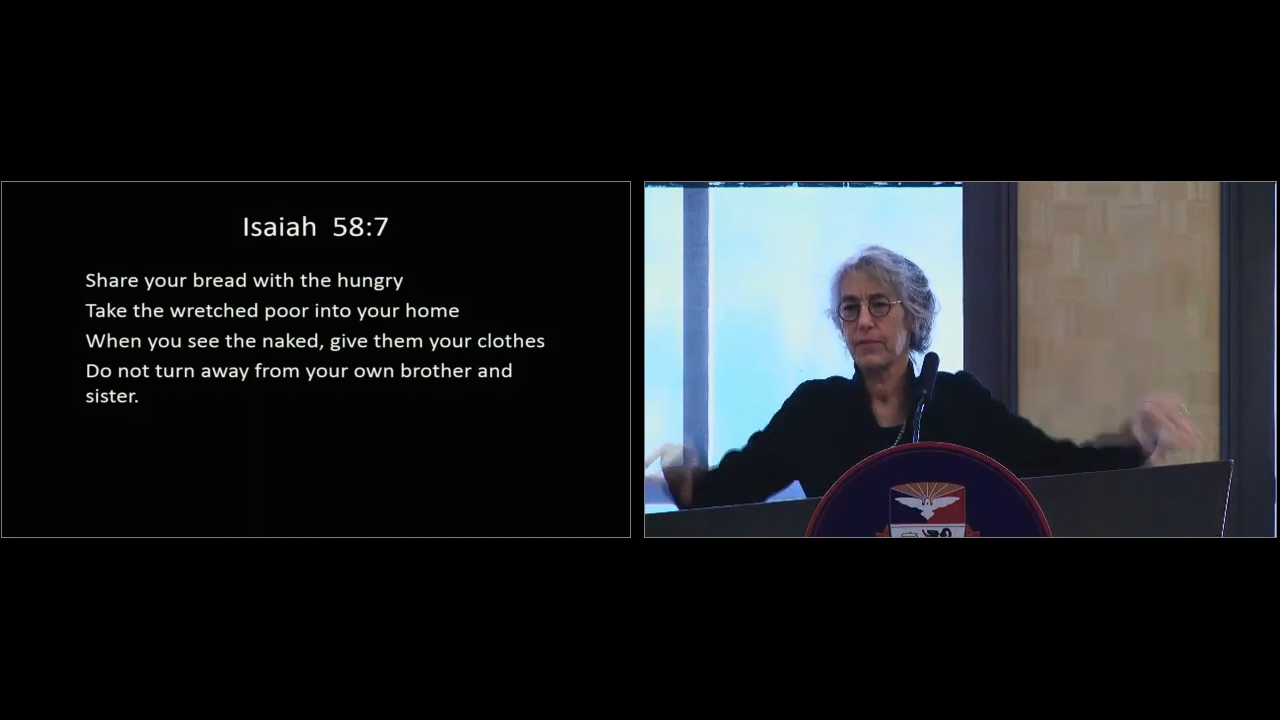 Isaiah 58:7
Share your bread with the hungry
Take the wretched poor into your home
When you see the naked, give them your clothes
Do not turn away from your own brother and
sister.